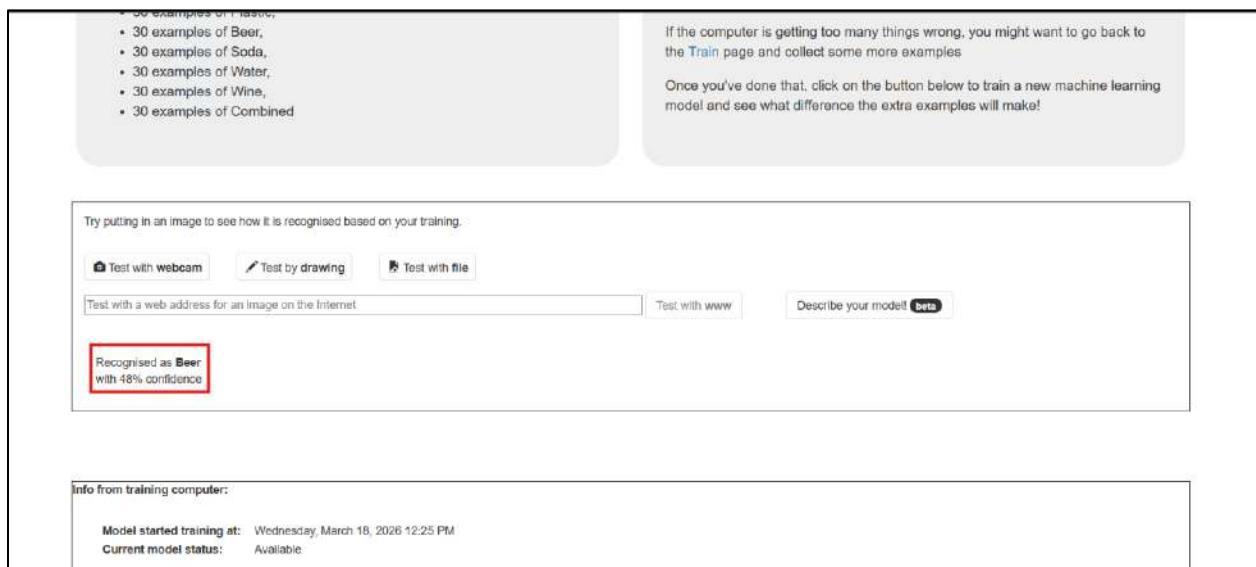 • 30 examples of Plastic,
• 30 examples of Beer,
• 30 examples of Soda,
• 30 examples of Water,
• 30 examples of Wine,
• 30 examples of Combined
If the computer is getting too many things wrong, you might want to go back to
the Train page and collect some more examples
Once you've done that, click on the button below to train a new machine learning
model and see what difference the extra examples will make!
Try putting in an image to see how it is recognised based on your training.
Test with webcam
Test by drawing
Test with file
Test with a web address for an image on the Internet
Test with www
Describe your model! beta
Recognised as Beer
with 48% confidence
Info from training computer:
Model started training at: Wednesday, March 18, 2026 12:25 PM
Current model status: Available